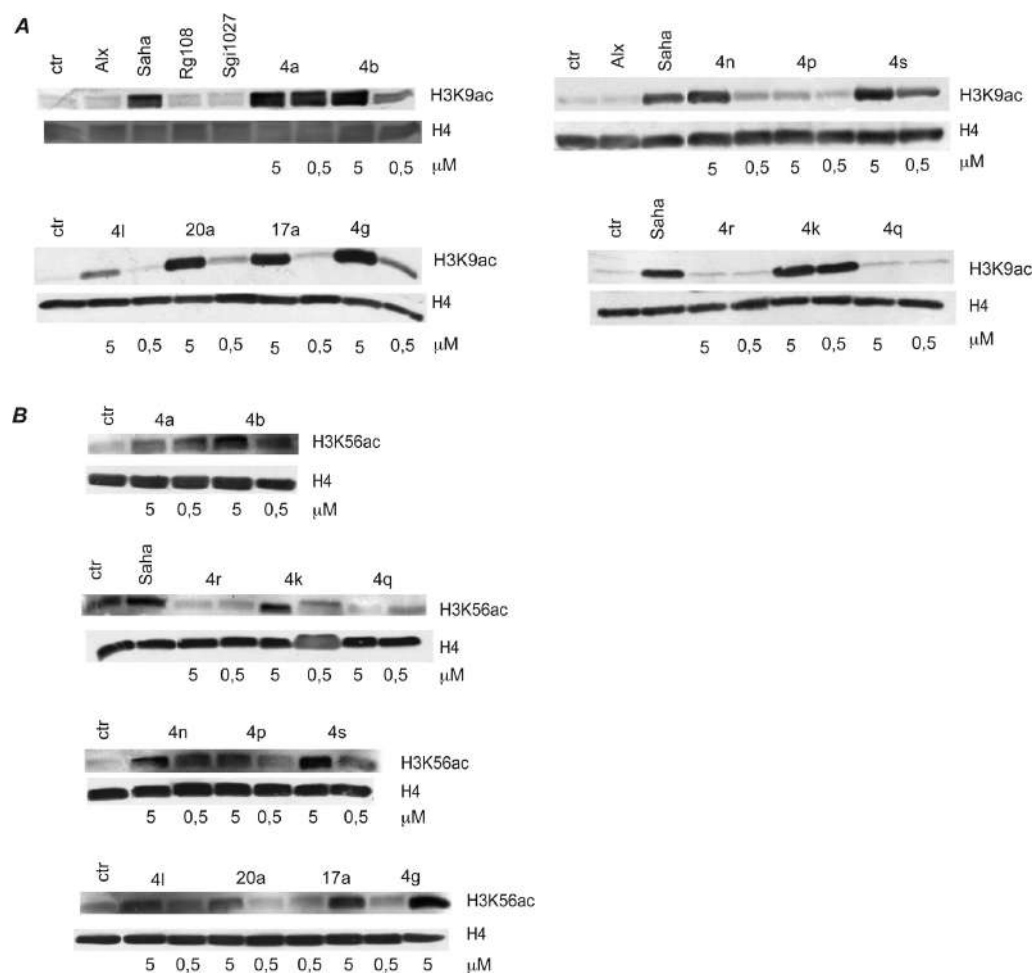 A
ctr Alx Saha Rg108 Sgi1027 4a 4b
H3K9ac
H4
5 0,5 5 0,5 μM
ctr Alx Saha 4n 4p 4s
H3K9ac
H4
5 0,5 5 0,5 5 0,5 μM
ctr 4l 20a 17a 4g
H3K9ac
H4
5 0,5 5 0,5 5 0,5 5 0,5 μM
ctr Saha 4r 4k 4q
H3K9ac
H4
5 0,5 5 0,5 5 0,5 μM
B
ctr 4a 4b
H3K56ac
H4
5 0,5 5 0,5 μM
ctr Saha 4r 4k 4q
H3K56ac
H4
5 0,5 5 0,5 5 0,5 μM
ctr 4n 4p 4s
H3K56ac
H4
5 0,5 5 0,5 5 0,5 μM
ctr 4l 20a 17a 4g
H3K56ac
H4
5 0,5 5 0,5 0,5 5 0,5 5 μM